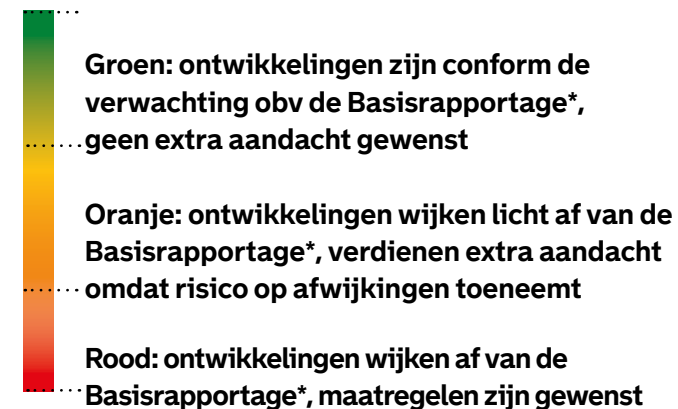 Groen: ontwikkelingen zijn conform de
verwachting obv de Basisrapportage*,
geen extra aandacht gewenst
Oranje: ontwikkelingen wijken licht af van de
Basisrapportage*, verdienen extra aandacht
omdat risico op afwijkingen toeneemt
Rood: ontwikkelingen wijken af van de
Basisrapportage*, maatregelen zijn gewenst